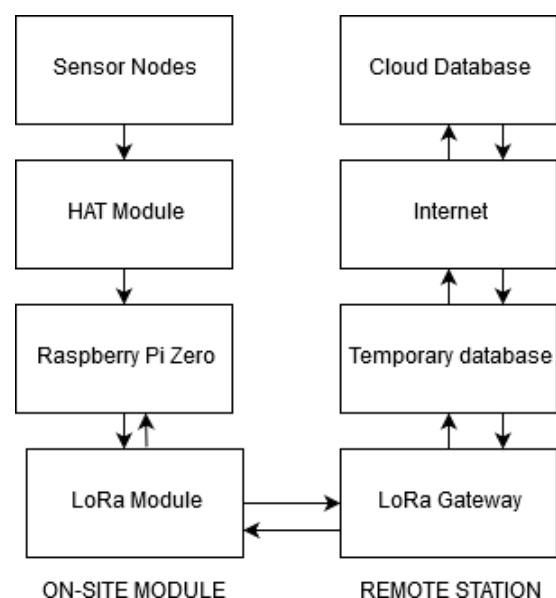 Sensor Nodes
HAT Module
Raspberry Pi Zero
LoRa Module
ON-SITE MODULE
Cloud Database
Internet
Temporary database
LoRa Gateway
REMOTE STATION